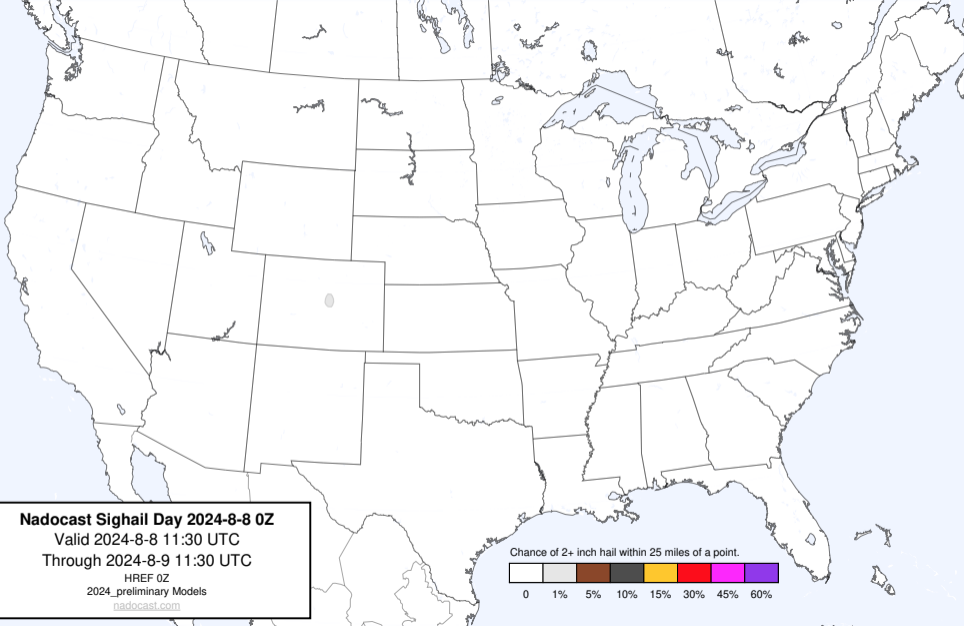 Nadocast Sighail Day 2024-8-8 0Z
Valid 2024-8-8 11:30 UTC
Through 2024-8-9 11:30 UTC
HREF 0Z
2024_preliminary Models
nadocast.com
Chance of 2+ inch hail within 25 miles of a point.
0 1% 5% 10% 15% 30% 45% 60%